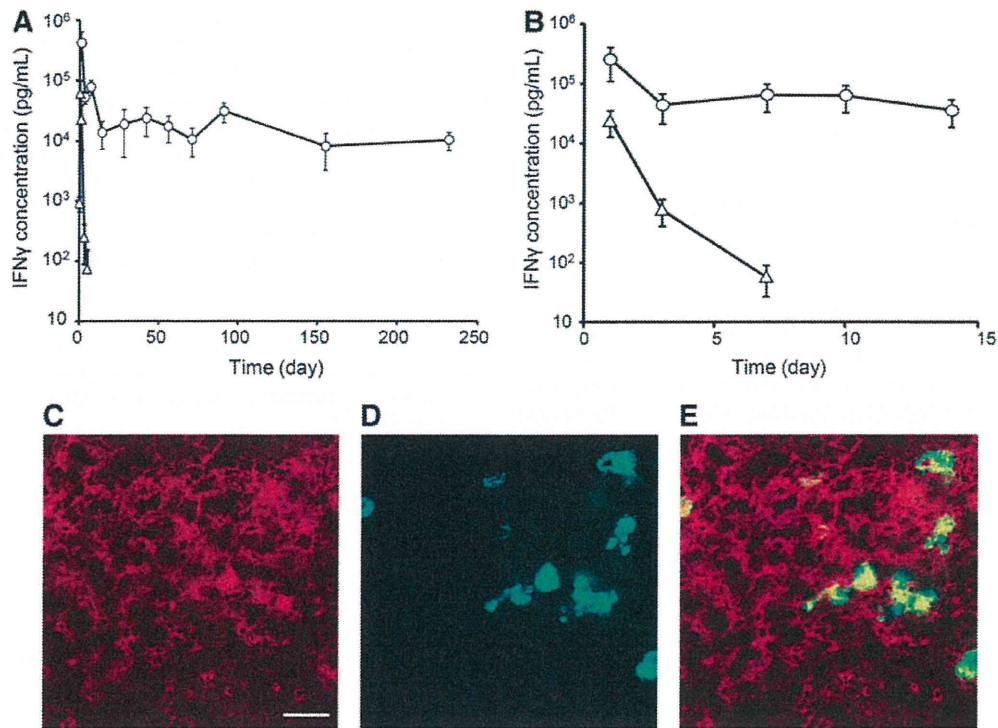 A
IFNγ concentration (pg/mL)
10⁶
10⁵
10⁴
10³
10²
10
0 50 100 150 200 250
Time (day)
B
IFNγ concentration (pg/mL)
10⁶
10⁵
10⁴
10³
10²
10
0 5 10 15
Time (day)
C
D
E